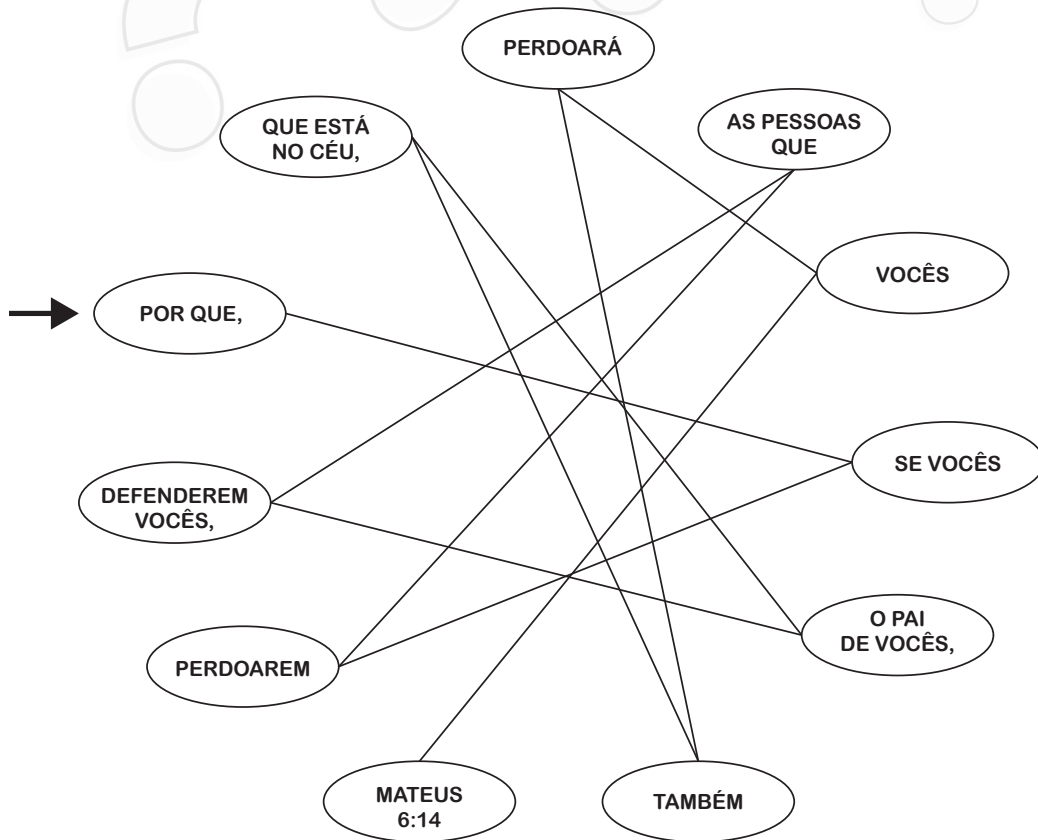 PERDOARÁ
AS PESSOAS
QUE
QUE ESTÁ
NO CÉU,
VOCÊS
POR QUE,
SE VOCÊS
DEFENDEREM
VOCÊS,
O PAI
DE VOCÊS,
PERDOAREM
MATEUS
6:14
TAMBÉM